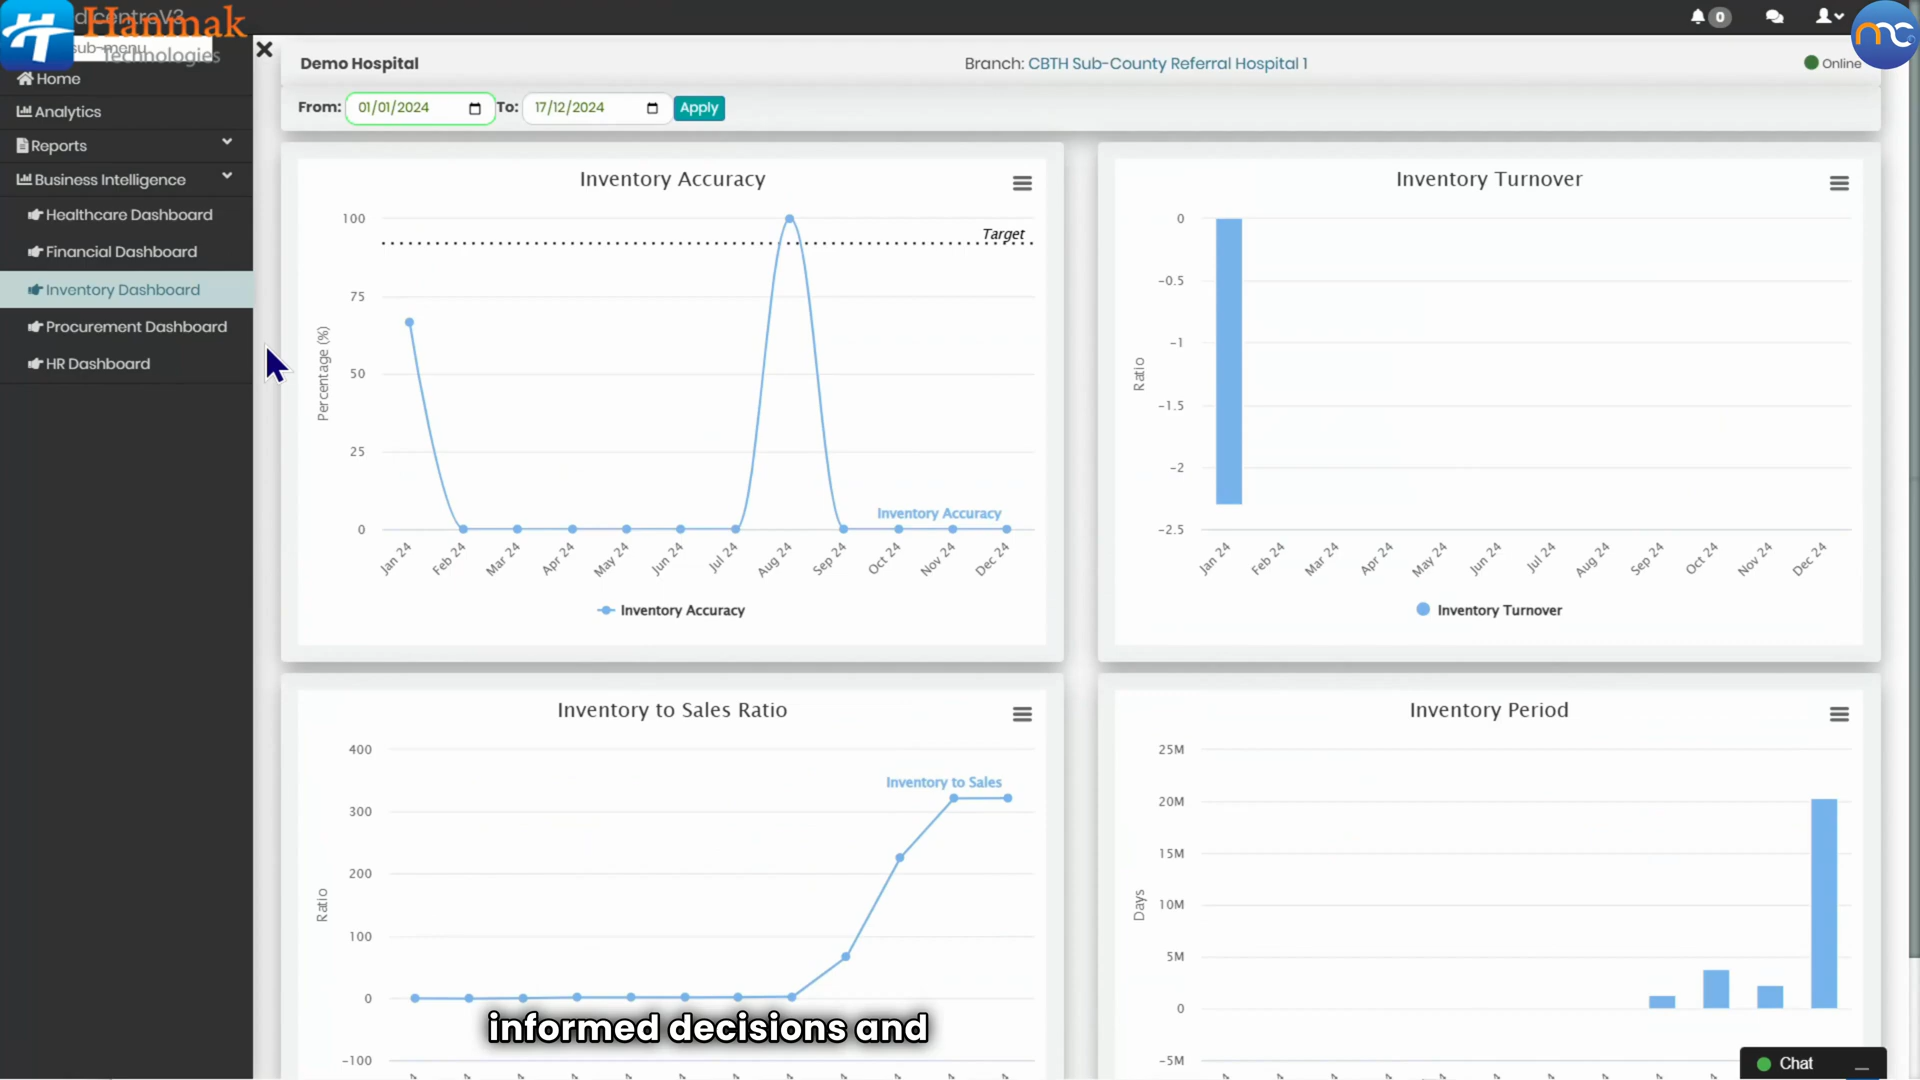 dicentreV3
Hanmak
Technologies
sub-menu
0
Home
Analytics
Reports
Business Intelligence
Healthcare Dashboard
Financial Dashboard
Inventory Dashboard
Procurement Dashboard
HR Dashboard
Demo Hospital
Branch: CBTH Sub-County Referral Hospital 1
Online
From: 01/01/2024 To: 17/12/2024 Apply
Inventory Accuracy
100
75
50
25
0
Percentage (%)
Target
Inventory Accuracy
Jan 24 Feb 24 Mar 24 Apr 24 May 24 Jun 24 Jul 24 Aug 24 Sep 24 Oct 24 Nov 24 Dec 24
Inventory Accuracy
Inventory Turnover
0
-0.5
-1
-1.5
-2
-2.5
Ratio
Jan 24 Feb 24 Mar 24 Apr 24 May 24 Jun 24 Jul 24 Aug 24 Sep 24 Oct 24 Nov 24 Dec 24
Inventory Turnover
Inventory to Sales Ratio
400
300
200
100
0
-100
Ratio
Inventory to Sales
Inventory Period
25M
20M
15M
10M
5M
0
-5M
Days
informed decisions and
Chat
mc